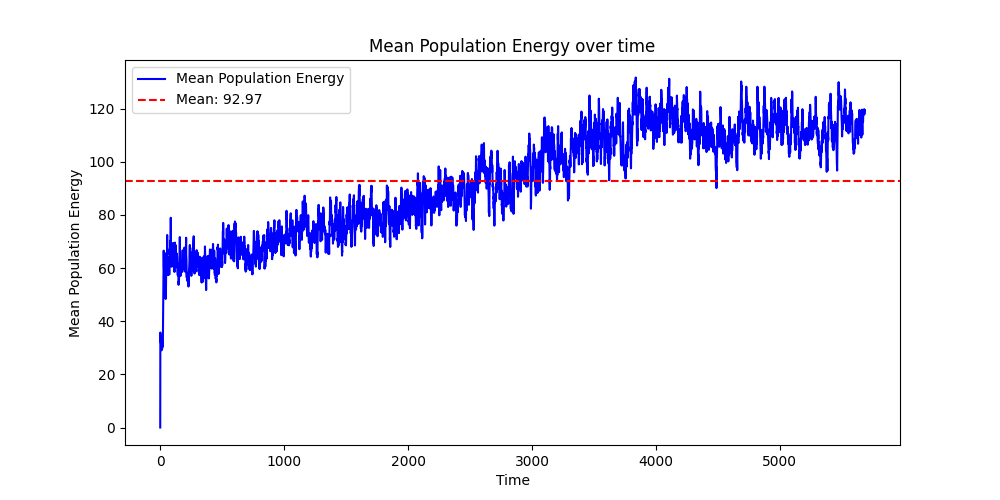 Mean Population Energy over time
Mean Population Energy
Mean: 92.97
Mean Population Energy
120
100
80
60
40
20
0
0 1000 2000 3000 4000 5000
Time